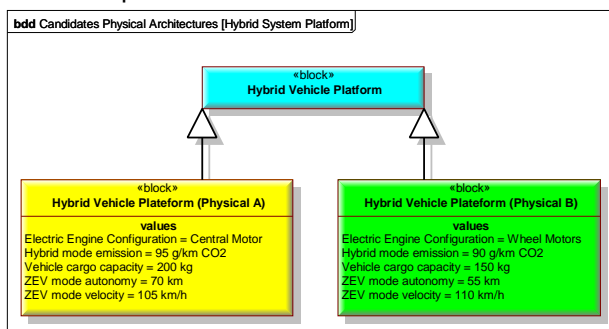 bdd Candidates Physical Architectures [Hybrid System Platform]
«block»
Hybrid Vehicle Platform
«block»
Hybrid Vehicle Plateform (Physical A)
values
Electric Engine Configuration = Central Motor
Hybrid mode emission = 95 g/km CO2
Vehicle cargo capacity = 200 kg
ZEV mode autonomy = 70 km
ZEV mode velocity = 105 km/h
«block»
Hybrid Vehicle Plateform (Physical B)
values
Electric Engine Configuration = Wheel Motors
Hybrid mode emission = 90 g/km CO2
Vehicle cargo capacity = 150 kg
ZEV mode autonomy = 55 km
ZEV mode velocity = 110 km/h